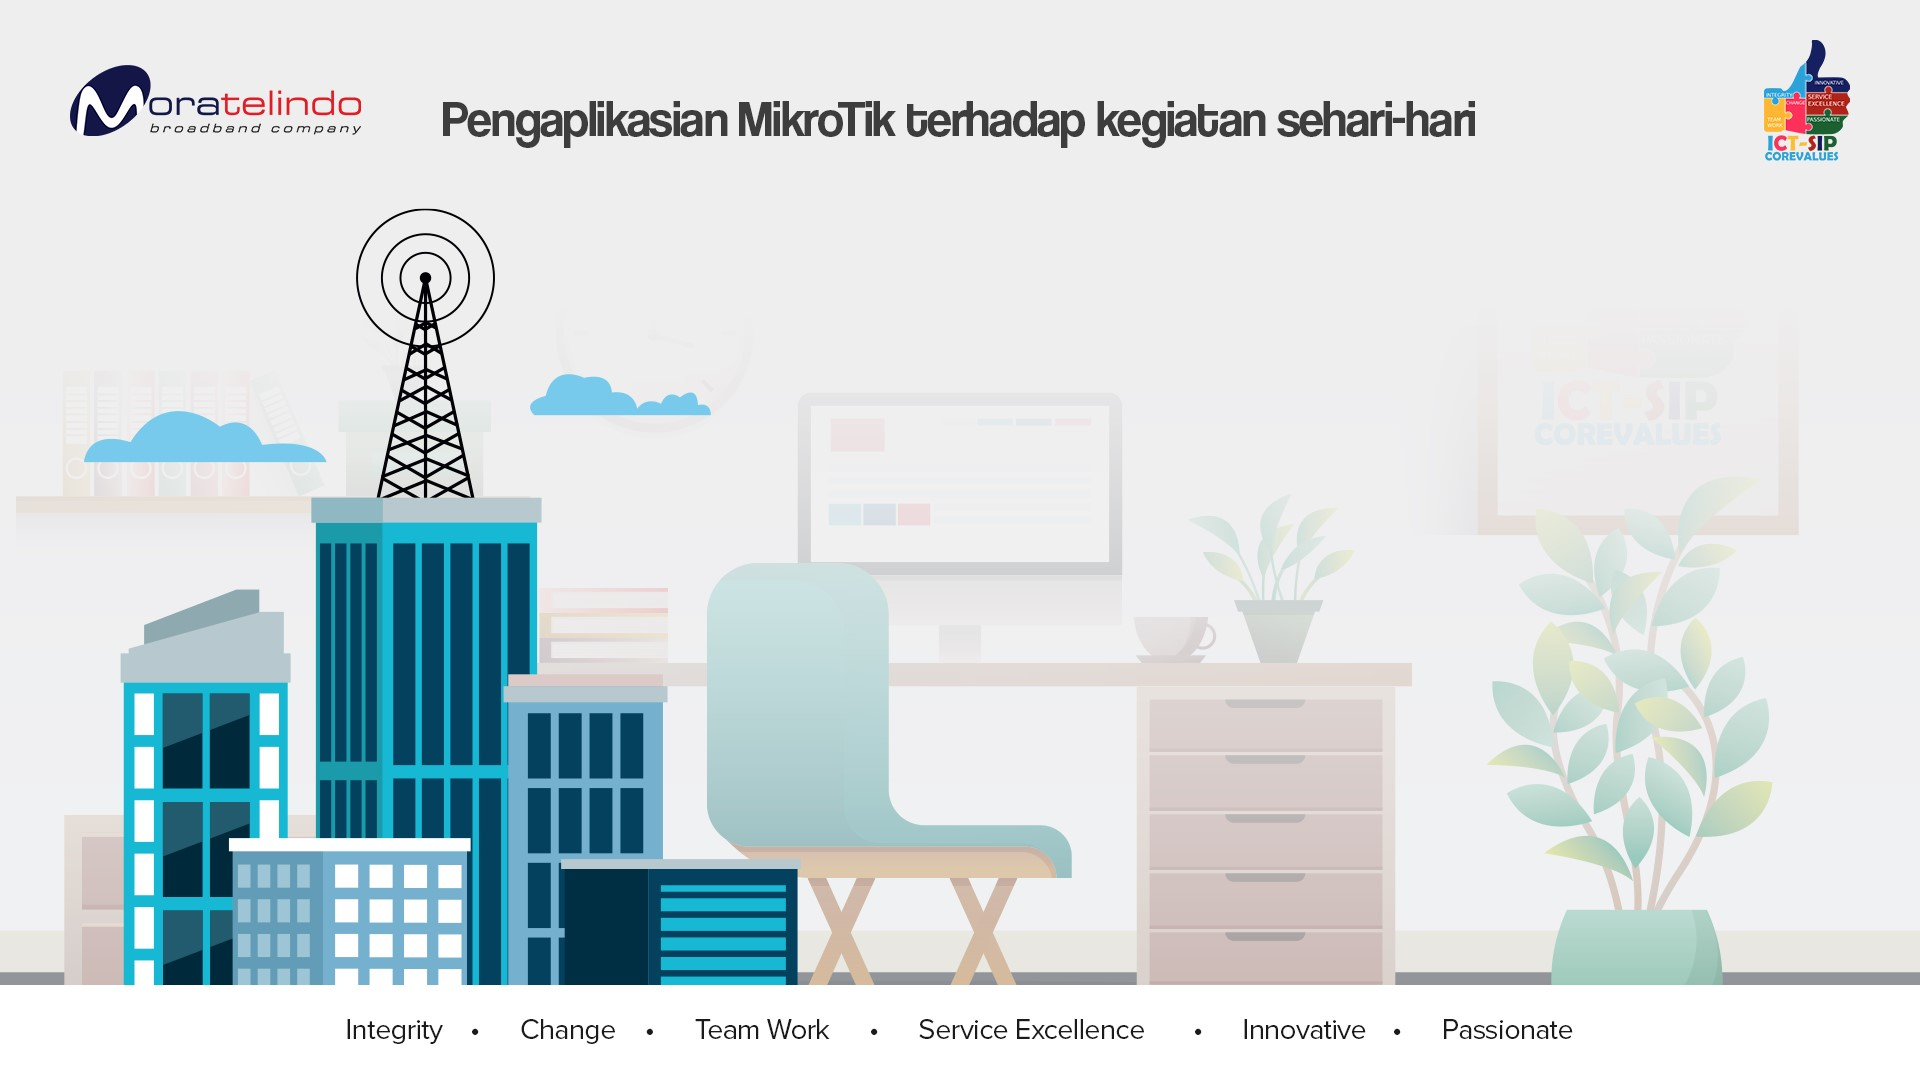 Moratelindo
broadband company
Pengaplikasian MikroTik terhadap kegiatan sehari-hari
INNOVATIVE
INTEGRITY
CHANGE
SERVICE
EXCELLENCE
TEAM
WORK
PASSIONATE
ICT-SIP
COREVALUES
ICT-SIP
COREVALUES
Integrity • Change • Team Work • Service Excellence • Innovative • Passionate